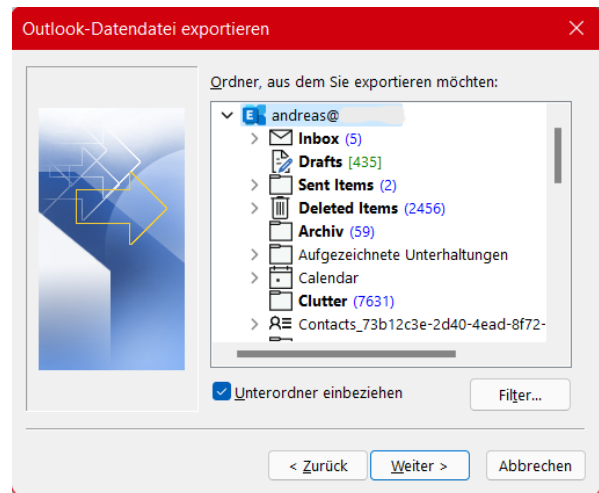 Outlook-Datendatei exportieren
Ordner, aus dem Sie exportieren möchten:
E andreas@
Inbox (5)
Drafts [435]
Sent Items (2)
Deleted Items (2456)
Archiv (59)
Aufgezeichnete Unterhaltungen
Calendar
Clutter (7631)
Contacts_73b12c3e-2d40-4ead-8f72-
Unterordner einbeziehen
Filter...
< Zurück
Weiter >
Abbrechen